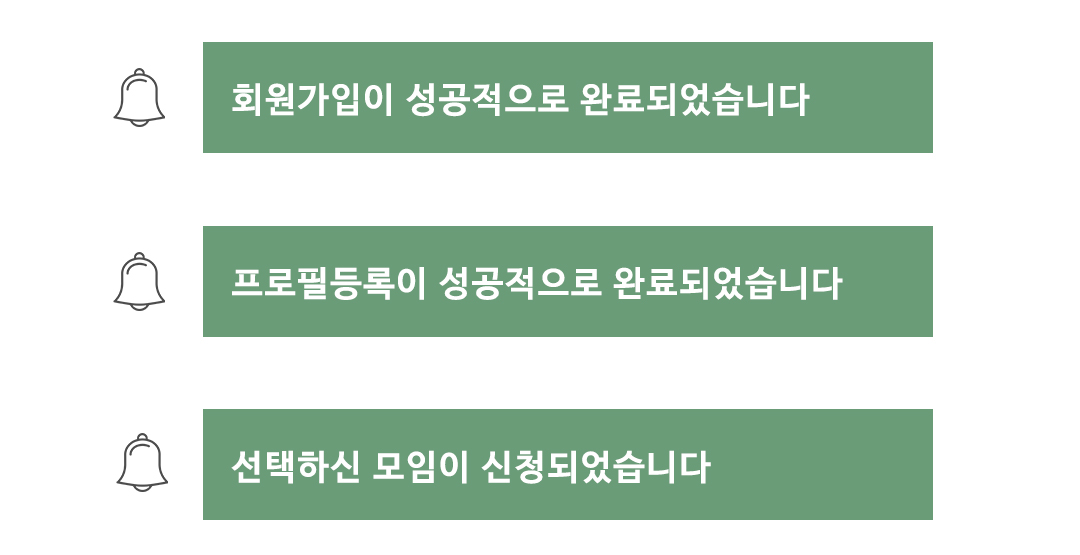 회원가입이 성공적으로 완료되었습니다
프로필등록이 성공적으로 완료되었습니다
선택하신 모임이 신청되었습니다